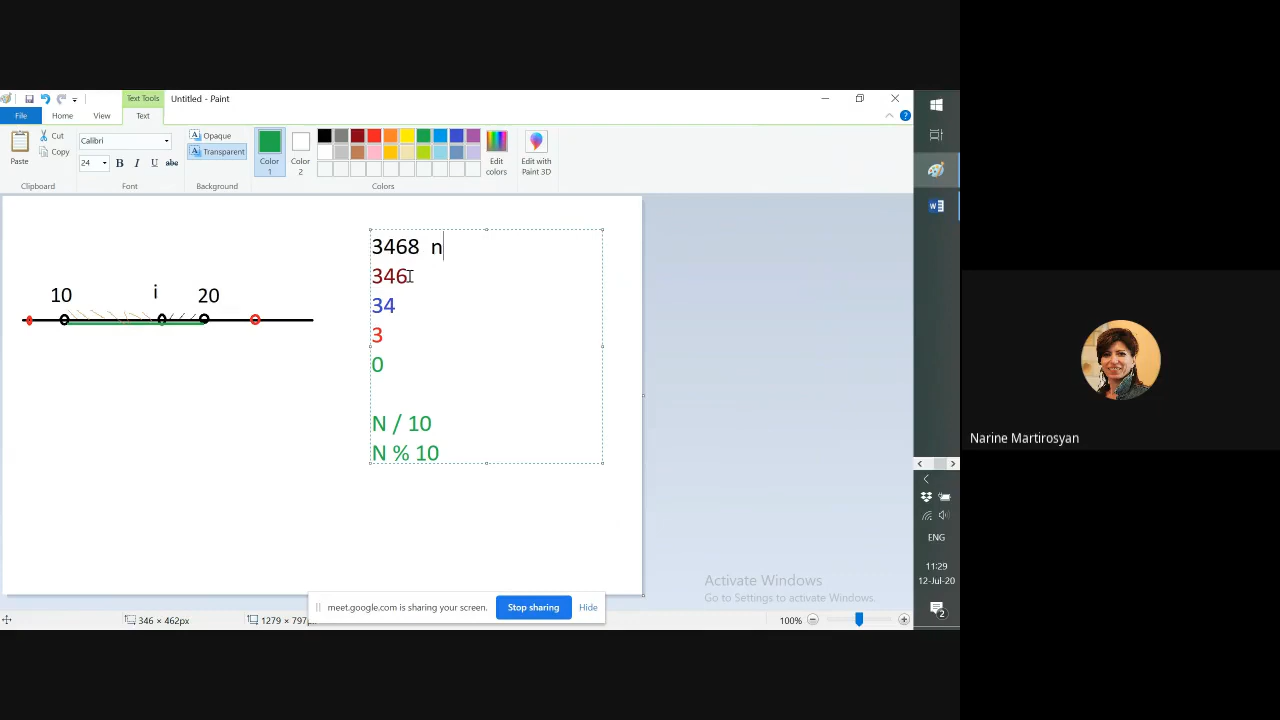 Text Tools
Untitled - Paint
File
Home
View
Text
Paste
Cut
Copy
Clipboard
Calibri
24
B
I
U
abc
Font
Opaque
Transparent
Background
Color
1
Color
2
Edit
colors
Edit with
Paint 3D
Colors
3468 n
346
34
3
0
N / 10
N % 10
10
i
20
Narine Martirosyan
ENG
11:29
12-Jul-20
2
Activate Windows
Go to Settings to activate Windows.
meet.google.com is sharing your screen.
Stop sharing
Hide
346 × 462px
1279 × 797px
100%